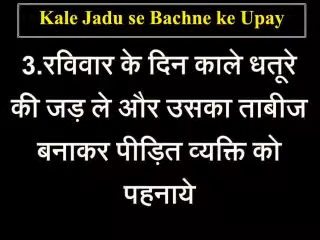 Kale Jadu se Bachne ke Upay
3.रविवार के दिन काले धतूरे
की जड़ ले और उसका ताबीज
बनाकर पीड़ित व्यक्ति को
पहनाये